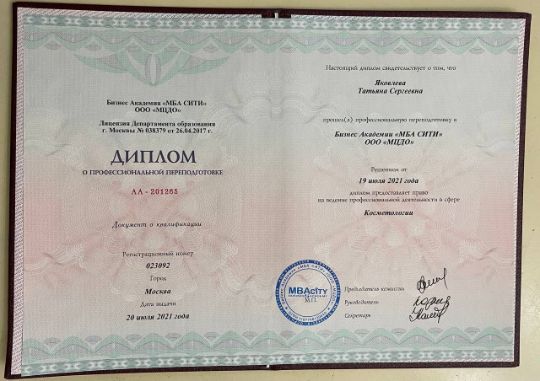 Бизнес Академия «МБА СИТИ»
ООО «МЦДО»
Лицензия Департамента образования
г. Москвы № 038379 от 26.04.2017 г.
ДИПЛОМ
О ПРОФЕССИОНАЛЬНОЙ ПЕРЕПОДГОТОВКЕ
АА - 201265
Документ о квалификации
Регистрационный номер
023092
Город
Москва
Дата выдачи
20 июля 2021 года
Настоящий диплом свидетельствует о том, что
Яковлева
Татьяна Сергеевна
прошел(а) профессиональную переподготовку в
Бизнес Академии «МБА СИТИ»
ООО «МЦДО»
Решением от
19 июля 2021 года
диплом предоставляет право
на ведение профессиональной деятельности в сфере
Косметологии
MBAcity
М.П.
Председатель комиссии
Руководитель
Секретарь